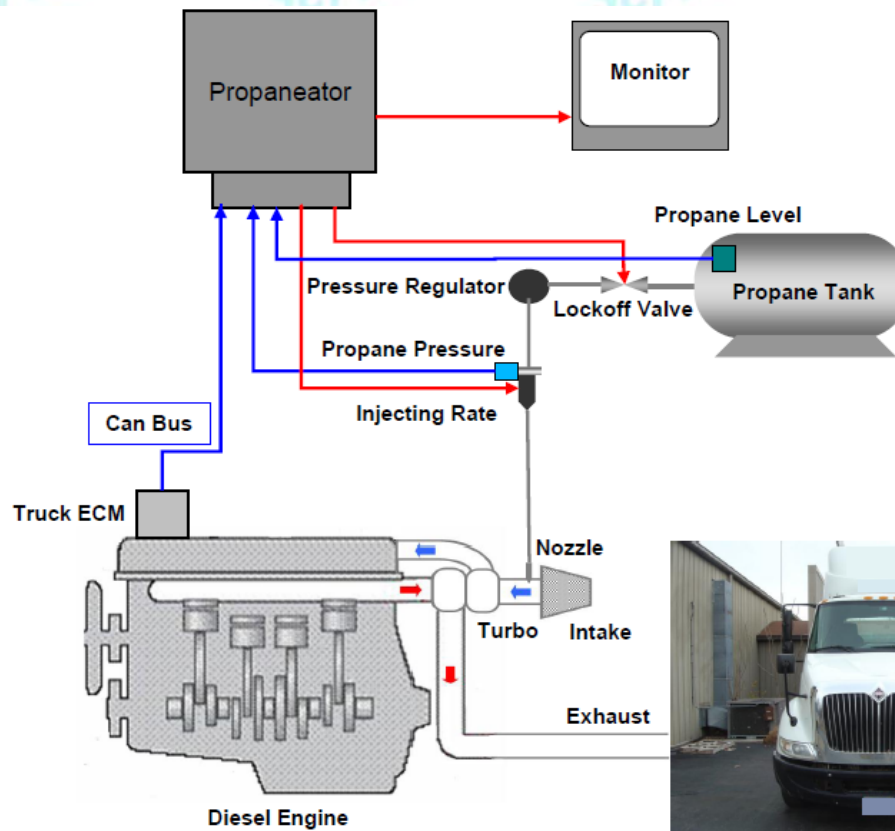 Propaneator
Monitor
Propane Level
Pressure Regulator
Lockoff Valve
Propane Tank
Propane Pressure
Injecting Rate
Can Bus
Truck ECM
Nozzle
Turbo
Intake
Exhaust
Diesel Engine